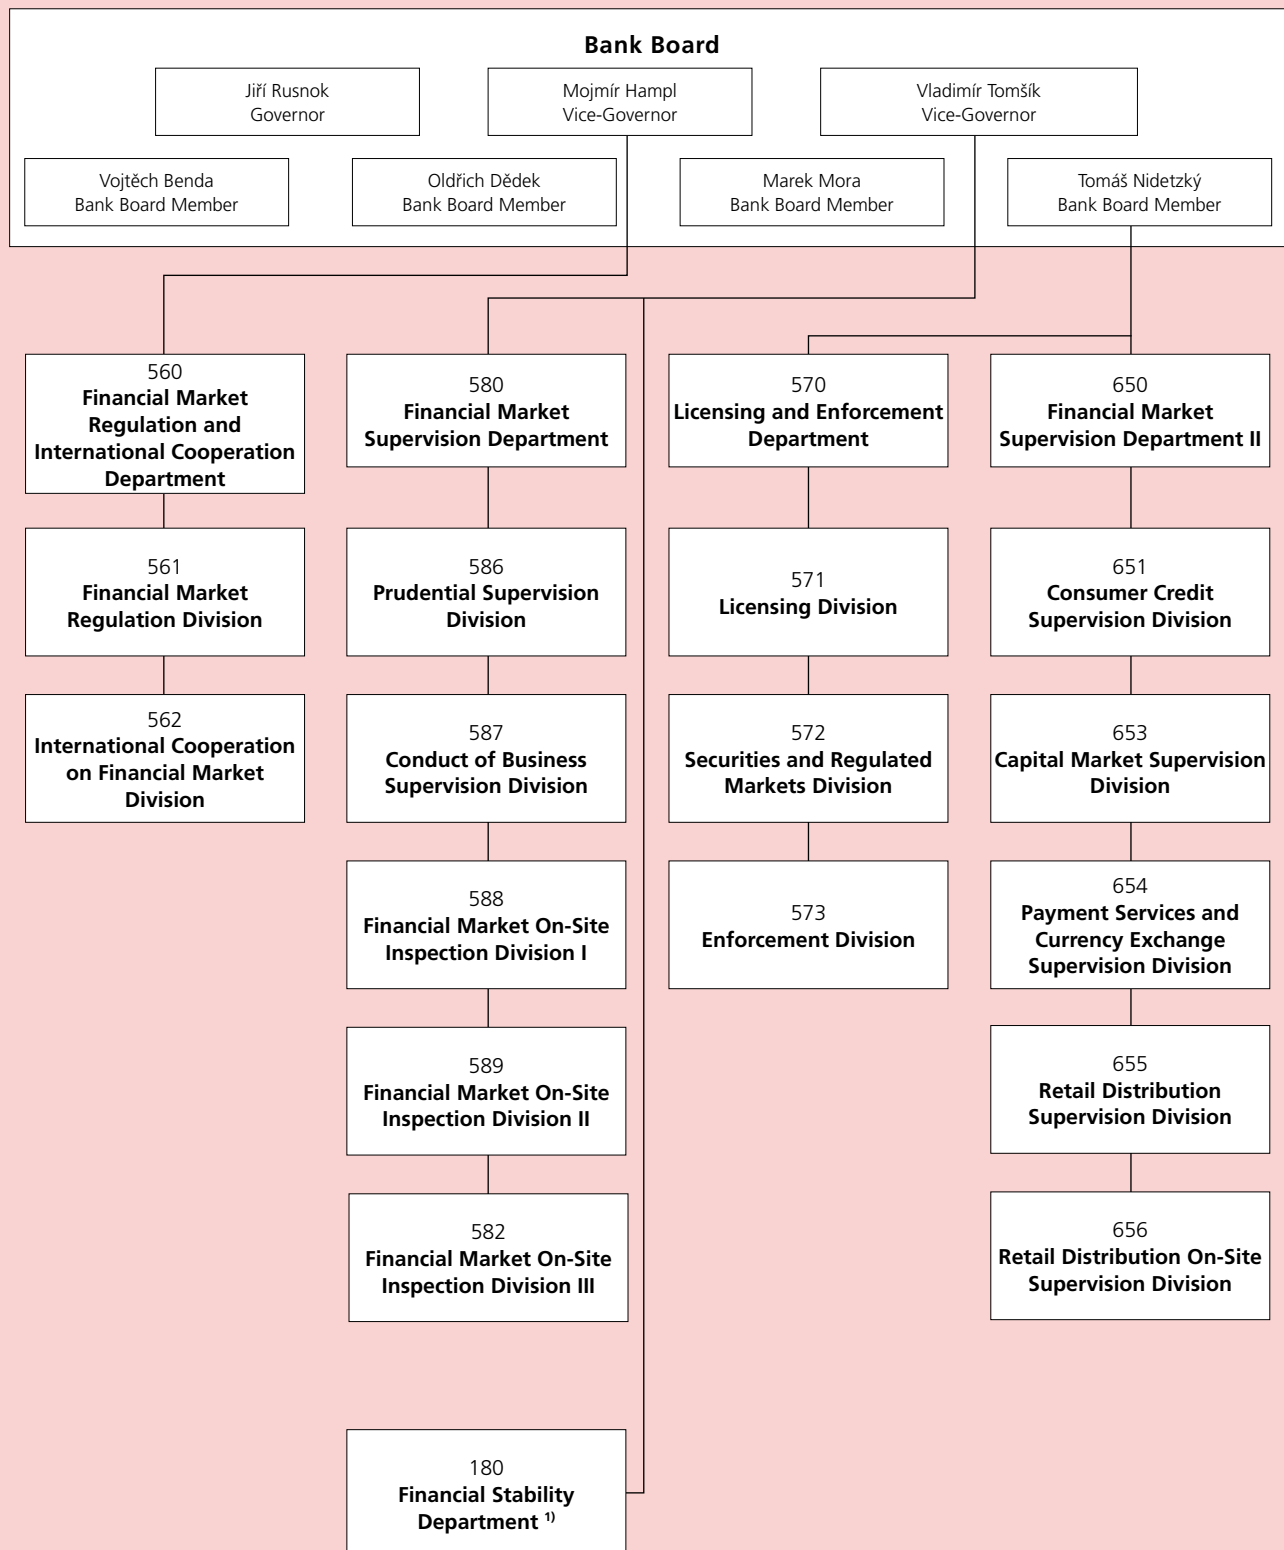 Bank Board
Jiří Rusnok
Governor
Mojmír Hampl
Vice-Governor
Vladimír Tomšík
Vice-Governor
Vojtěch Benda
Bank Board Member
Oldřich Dědek
Bank Board Member
Marek Mora
Bank Board Member
Tomáš Nidetzký
Bank Board Member
560
Financial Market
Regulation and
International Cooperation
Department
580
Financial Market
Supervision Department
570
Licensing and Enforcement
Department
650
Financial Market
Supervision Department II
561
Financial Market
Regulation Division
586
Prudential Supervision
Division
571
Licensing Division
651
Consumer Credit
Supervision Division
562
International Cooperation
on Financial Market
Division
587
Conduct of Business
Supervision Division
572
Securities and Regulated
Markets Division
653
Capital Market Supervision
Division
588
Financial Market On-Site
Inspection Division I
573
Enforcement Division
654
Payment Services and
Currency Exchange
Supervision Division
589
Financial Market On-Site
Inspection Division II
655
Retail Distribution
Supervision Division
582
Financial Market On-Site
Inspection Division III
656
Retail Distribution On-Site
Supervision Division
180
Financial Stability
Department 1)